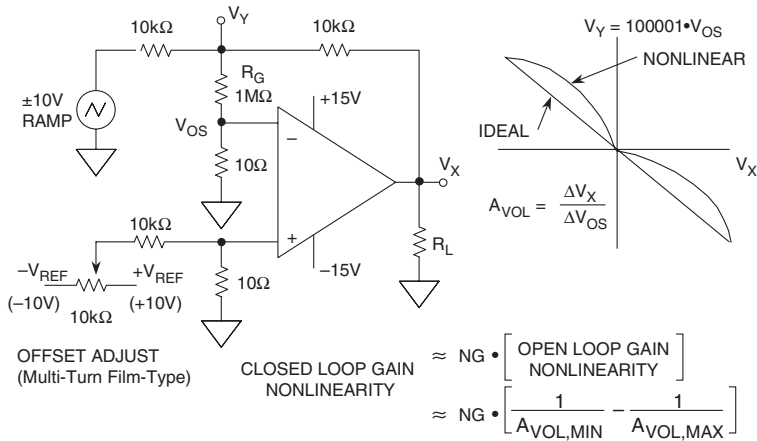 V_Y
10kΩ
10kΩ
R_G
1MΩ
±10V
RAMP
V_OS
10Ω
+15V
–
+
–15V
V_X
R_L
10kΩ
10Ω
–V_REF
(–10V)
+V_REF
(+10V)
10kΩ
OFFSET ADJUST
(Multi-Turn Film-Type)
V_Y = 100001•V_OS
NONLINEAR
IDEAL
V_X
A_VOL = ΔV_X / ΔV_OS
CLOSED LOOP GAIN
NONLINEARITY
≈ NG • [OPEN LOOP GAIN
NONLINEARITY]
≈ NG • [1 / A_VOL,MIN – 1 / A_VOL,MAX]